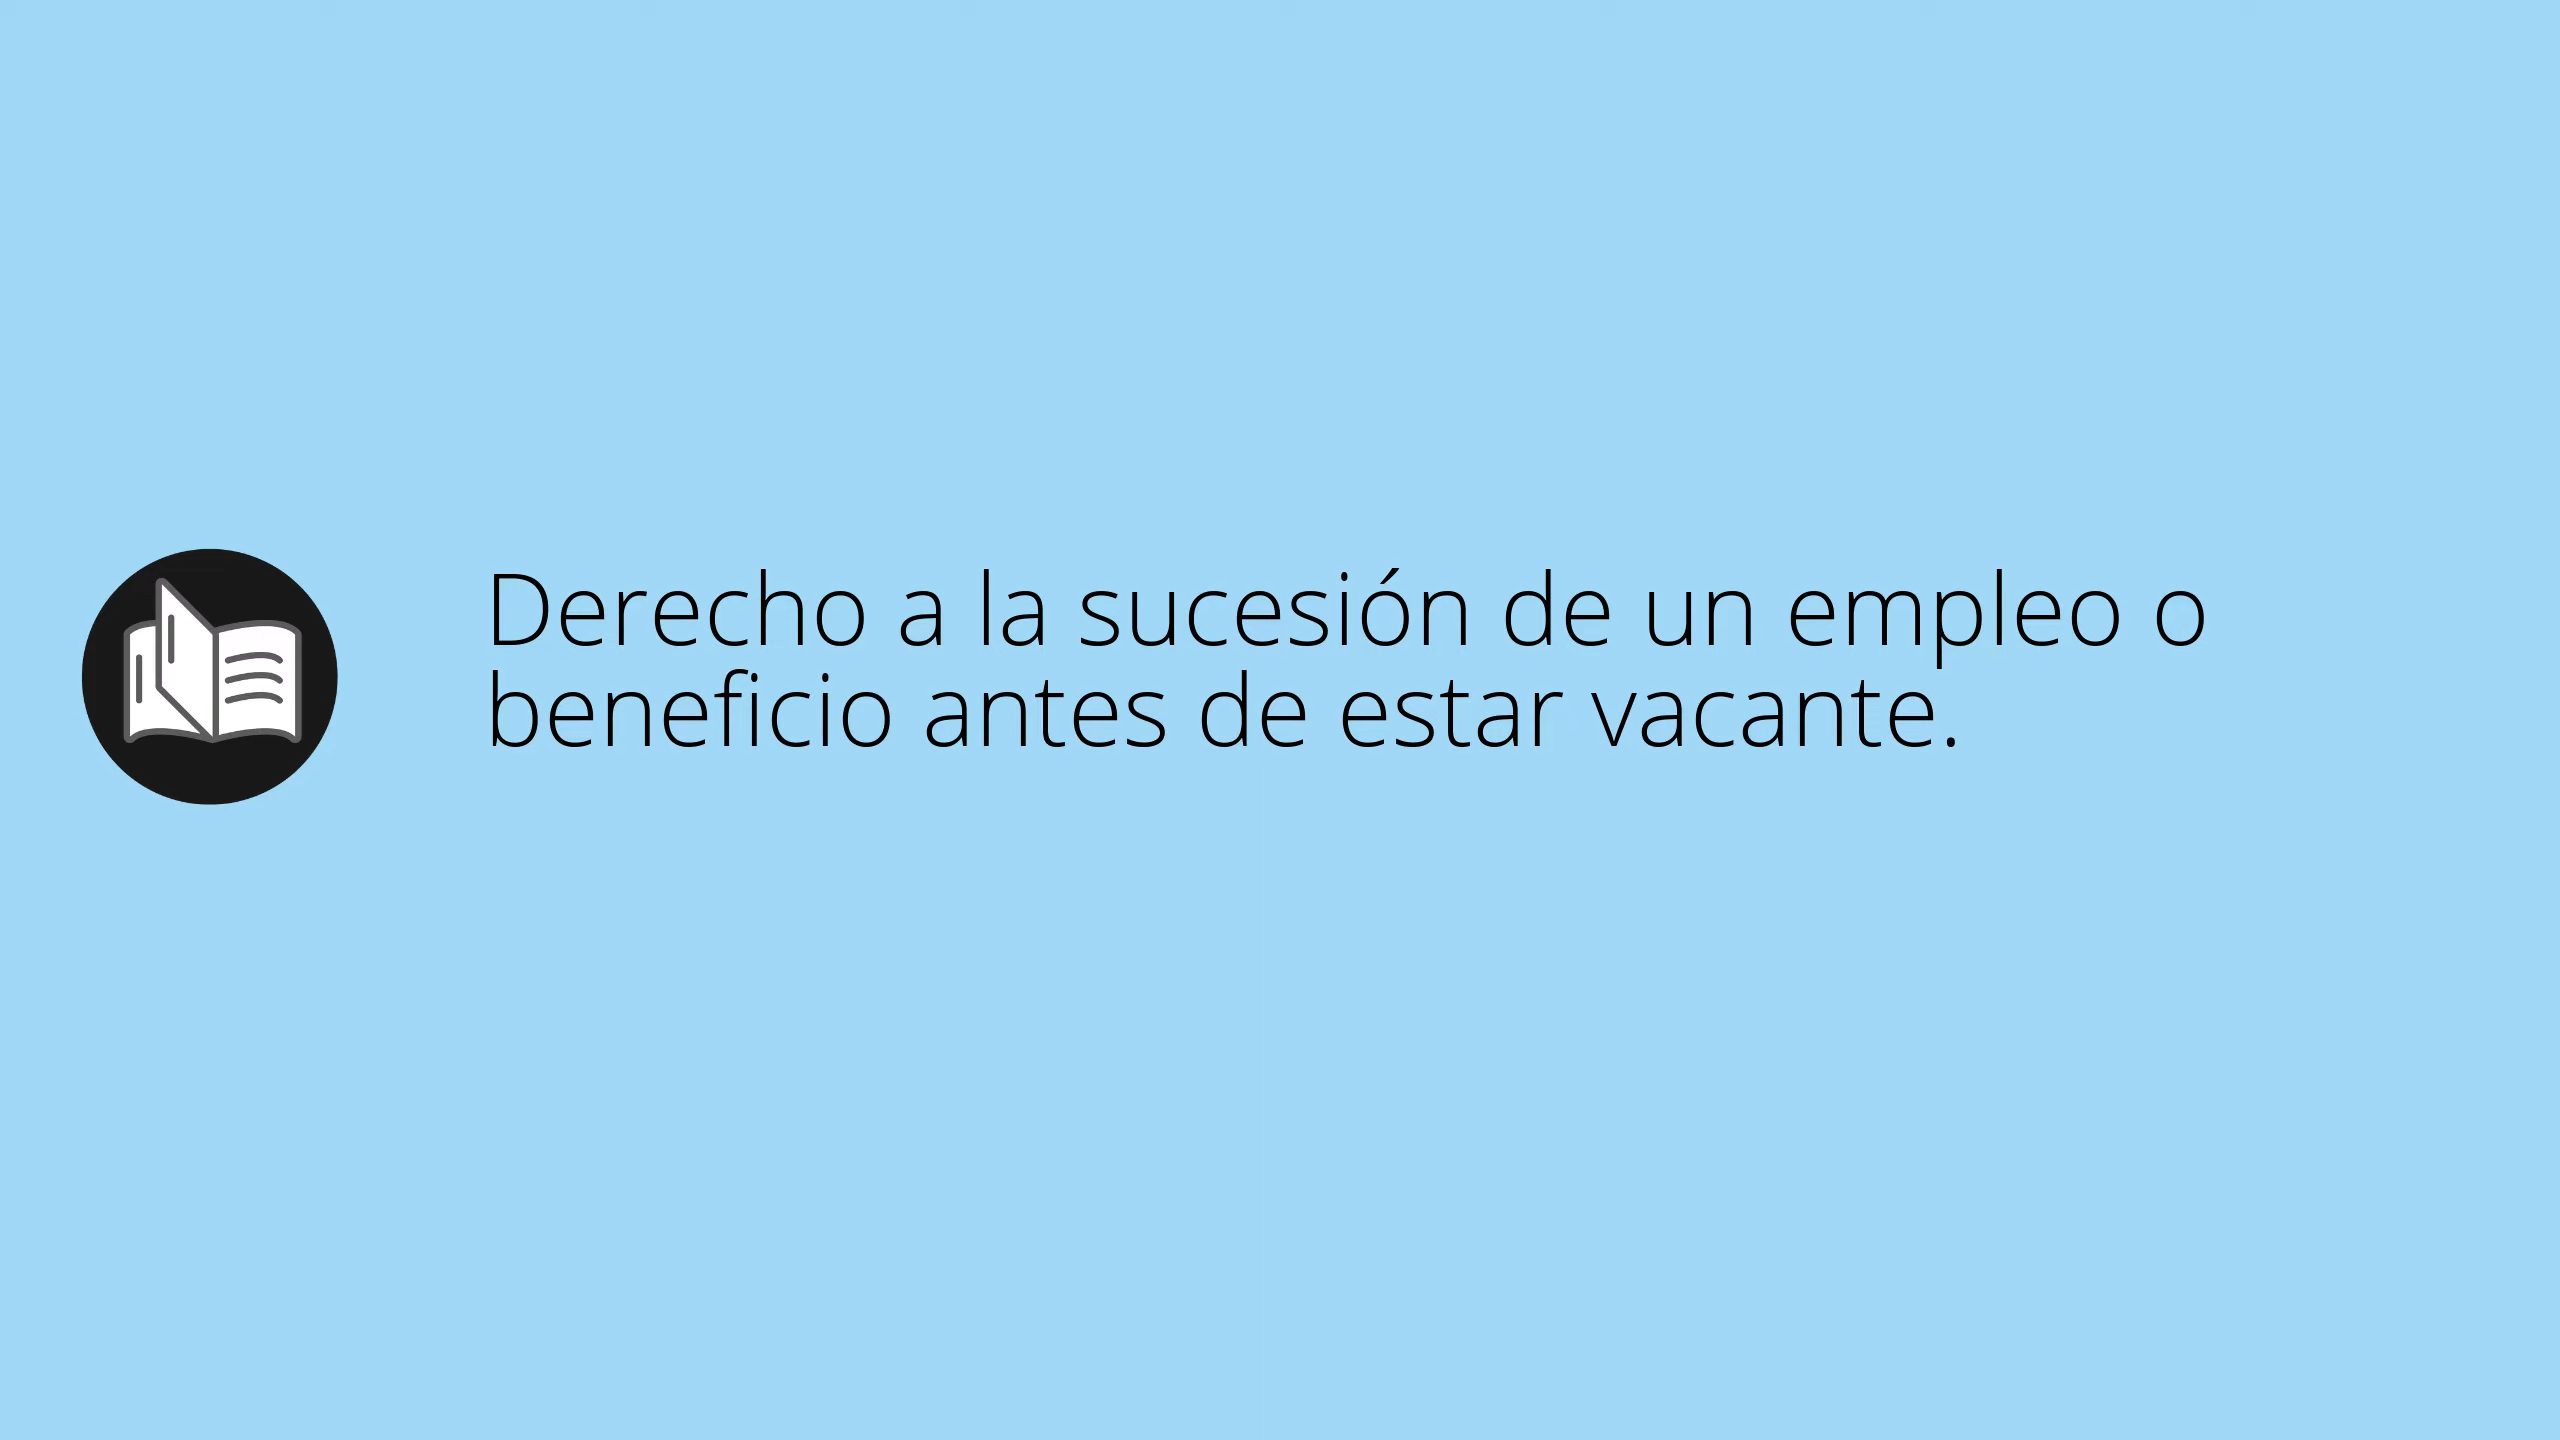 Derecho a la sucesión de un empleo o
beneficio antes de estar vacante.